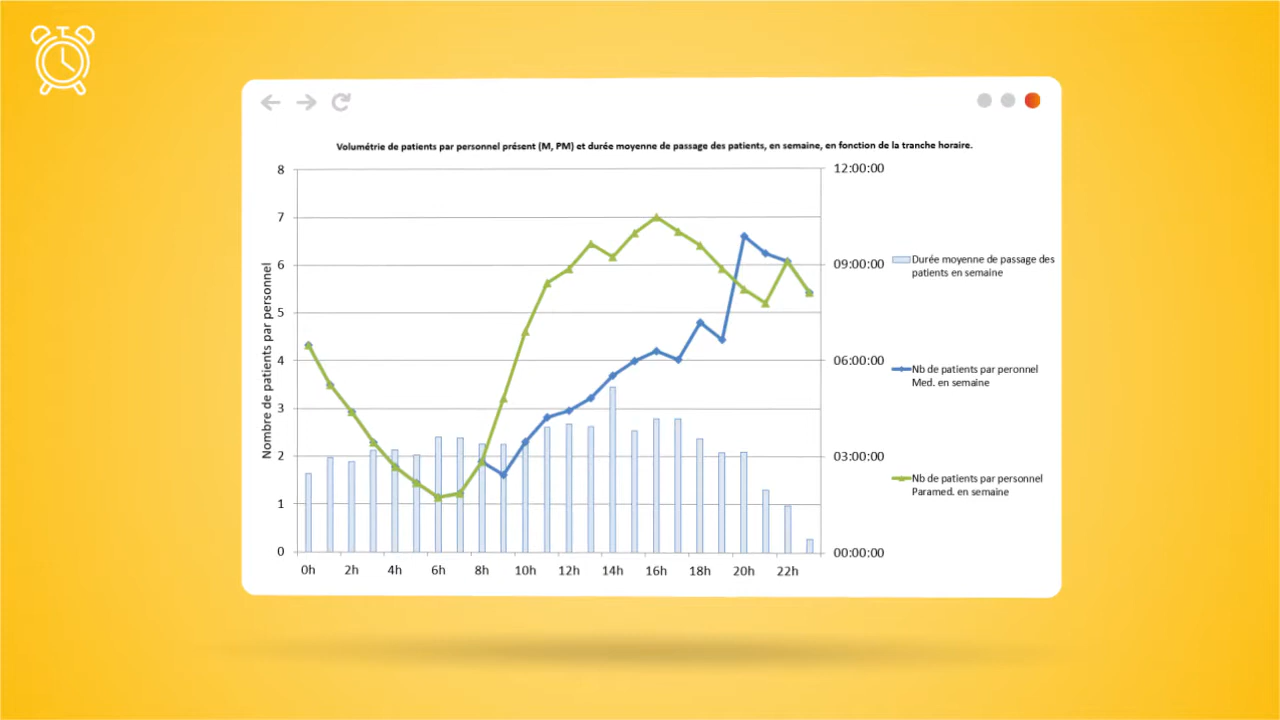 Volumétrie de patients par personnel présent (M, PM) et durée moyenne de passage des patients, en semaine, en fonction de la tranche horaire.
8
7
6
5
4
3
2
1
0
Nombre de patients par personnel
12:00:00
09:00:00
06:00:00
03:00:00
00:00:00
0h 2h 4h 6h 8h 10h 12h 14h 16h 18h 20h 22h
Durée moyenne de passage des
patients en semaine
Nb de patients par peronnel
Med. en semaine
Nb de patients par personnel
Paramed. en semaine